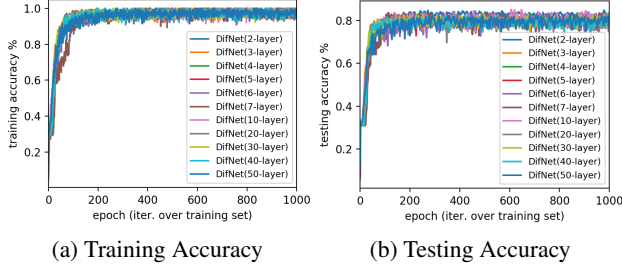 1.0
0.8
0.6
0.4
0.2
training accuracy %
DifNet(2-layer)
DifNet(3-layer)
DifNet(4-layer)
DifNet(5-layer)
DifNet(6-layer)
DifNet(7-layer)
DifNet(10-layer)
DifNet(20-layer)
DifNet(30-layer)
DifNet(40-layer)
DifNet(50-layer)
0 200 400 600 800 1000
epoch (iter. over training set)
(a) Training Accuracy
0.8
0.6
0.4
0.2
testing accuracy %
DifNet(2-layer)
DifNet(3-layer)
DifNet(4-layer)
DifNet(5-layer)
DifNet(6-layer)
DifNet(7-layer)
DifNet(10-layer)
DifNet(20-layer)
DifNet(30-layer)
DifNet(40-layer)
DifNet(50-layer)
0 200 400 600 800 1000
epoch (iter. over training set)
(b) Testing Accuracy